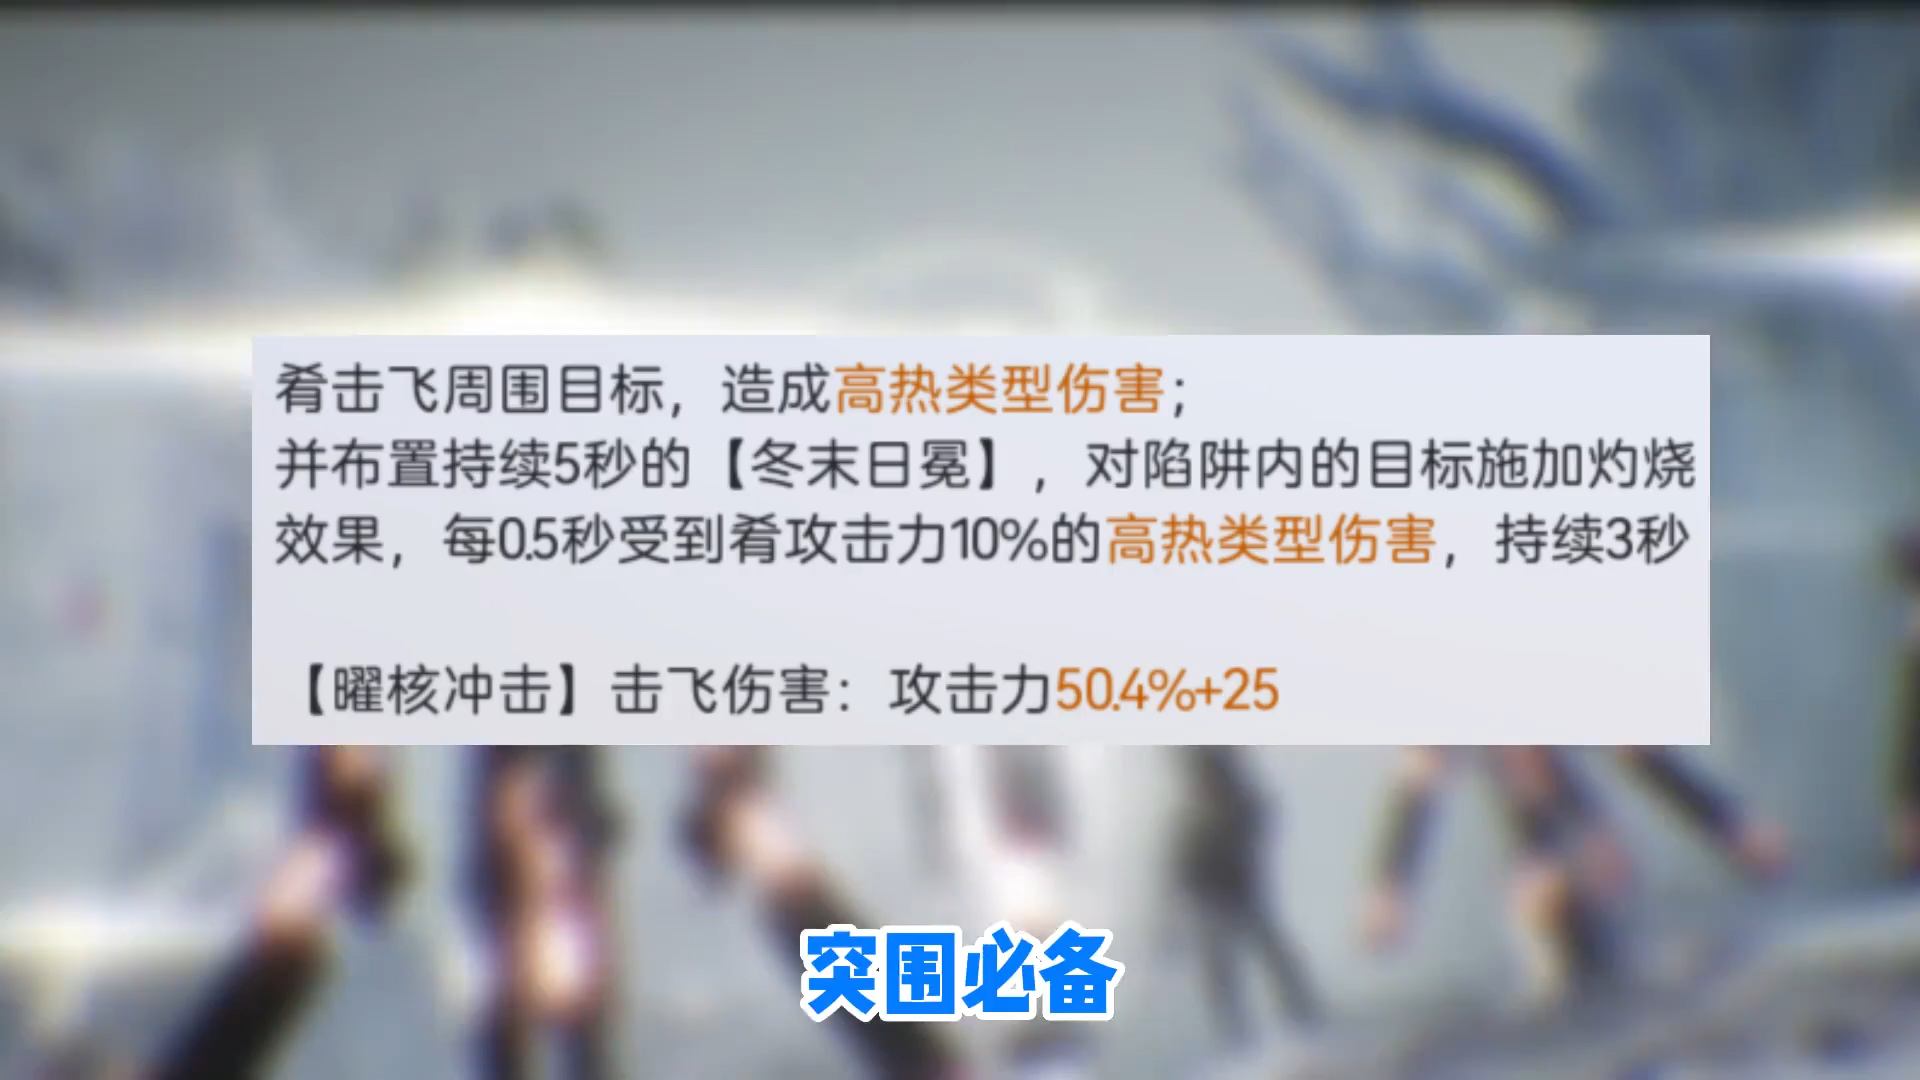 肴击飞周围目标，造成高热类型伤害；
并布置持续5秒的【冬末日冕】，对陷阱内的目标施加灼烧
效果，每0.5秒受到肴攻击力10%的高热类型伤害，持续3秒
【曜核冲击】击飞伤害：攻击力50.4%+25
突围必备